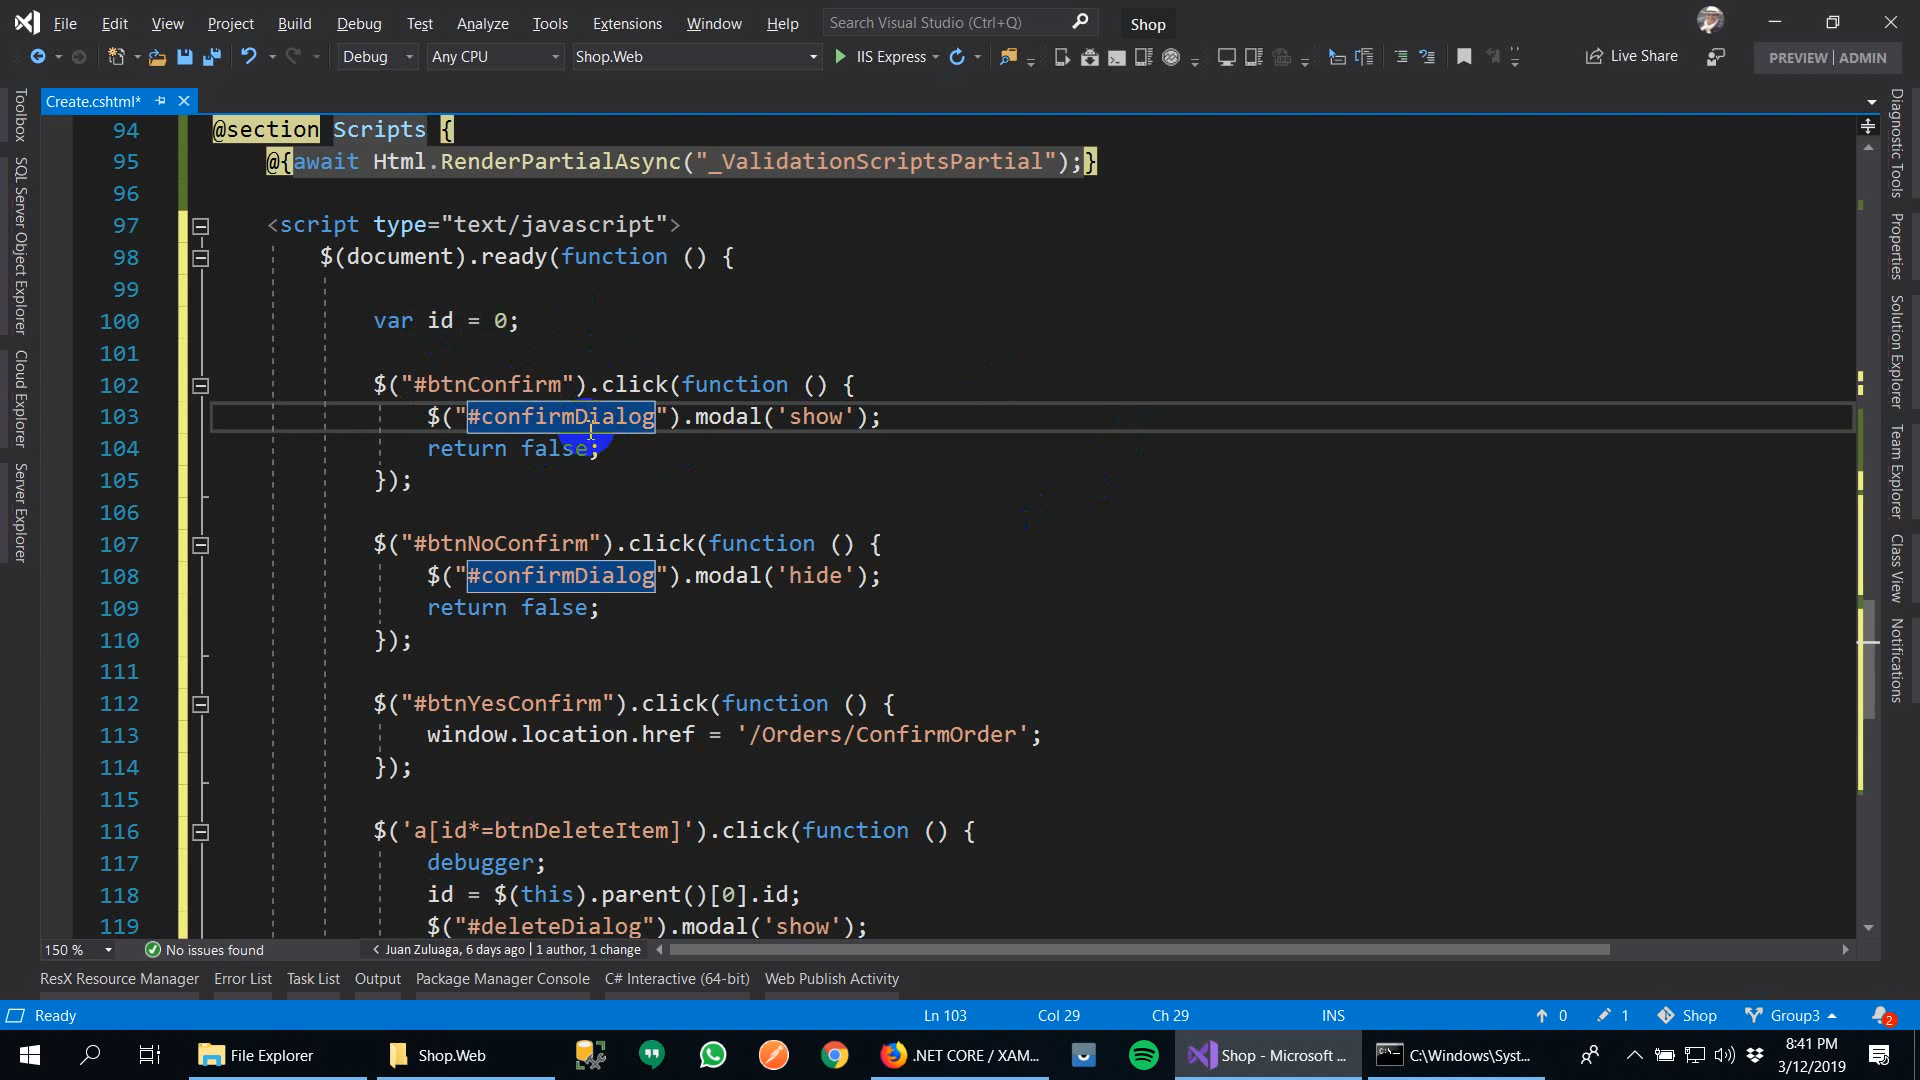 File Edit View Project Build Debug Test Analyze Tools Extensions Window Help Search Visual Studio (Ctrl+Q) Shop
Debug Any CPU Shop.Web IIS Express Live Share PREVIEW | ADMIN
Create.cshtml*
Toolbox
SQL Server Object Explorer
Cloud Explorer
Server Explorer
94 @section Scripts {
95 @{await Html.RenderPartialAsync("_ValidationScriptsPartial");}
96
97 <script type="text/javascript">
98 $(document).ready(function () {
99
100 var id = 0;
101
102 $("#btnConfirm").click(function () {
103 $("#confirmDialog").modal('show');
104 return false;
105 });
106
107 $("#btnNoConfirm").click(function () {
108 $("#confirmDialog").modal('hide');
109 return false;
110 });
111
112 $("#btnYesConfirm").click(function () {
113 window.location.href = '/Orders/ConfirmOrder';
114 });
115
116 $('a[id*=btnDeleteItem]').click(function () {
117 debugger;
118 id = $(this).parent()[0].id;
119 $("#deleteDialog").modal('show');
Diagnostic Tools
Properties
Solution Explorer
Team Explorer
Class View
Notifications
150 % No issues found < Juan Zuluaga, 6 days ago | 1 author, 1 change
ResX Resource Manager Error List Task List Output Package Manager Console C# Interactive (64-bit) Web Publish Activity
Ready Ln 103 Col 29 Ch 29 INS 0 1 Shop Group3 2
File Explorer Shop.Web .NET CORE / XAM... Shop - Microsoft ... C:\Windows\Syst... 8:41 PM
3/12/2019